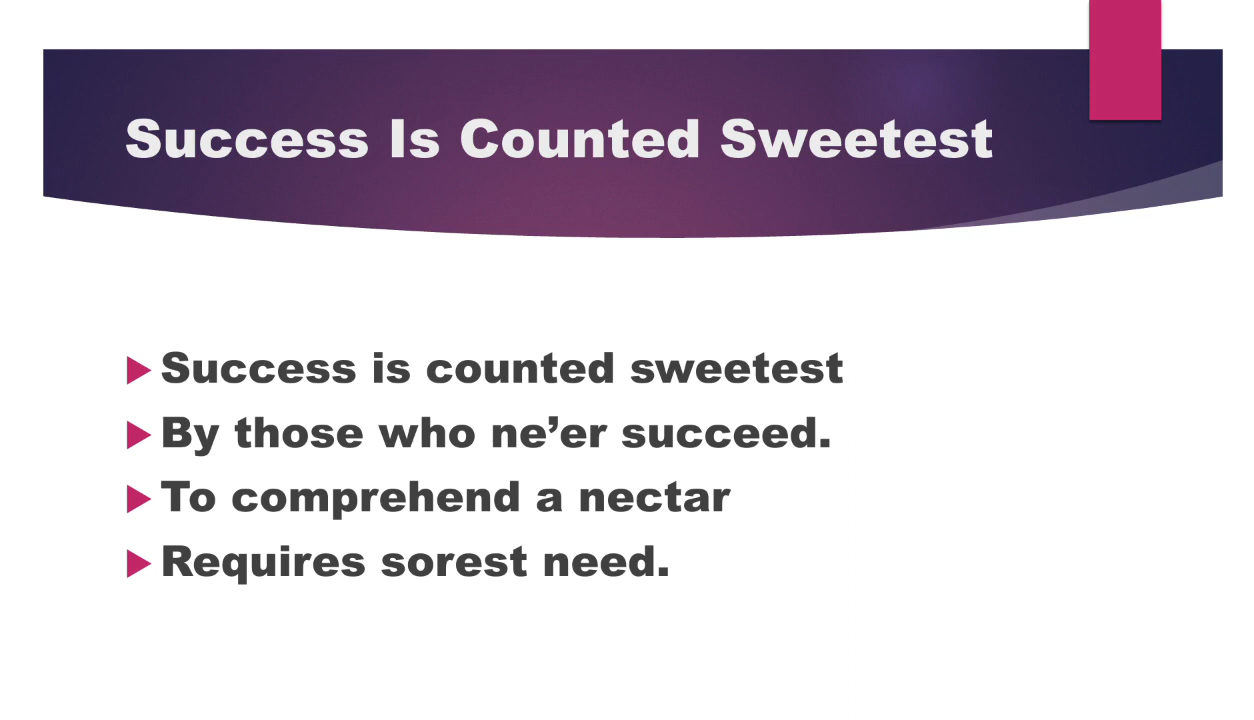 Success Is Counted Sweetest
Success is counted sweetest
By those who ne’er succeed.
To comprehend a nectar
Requires sorest need.